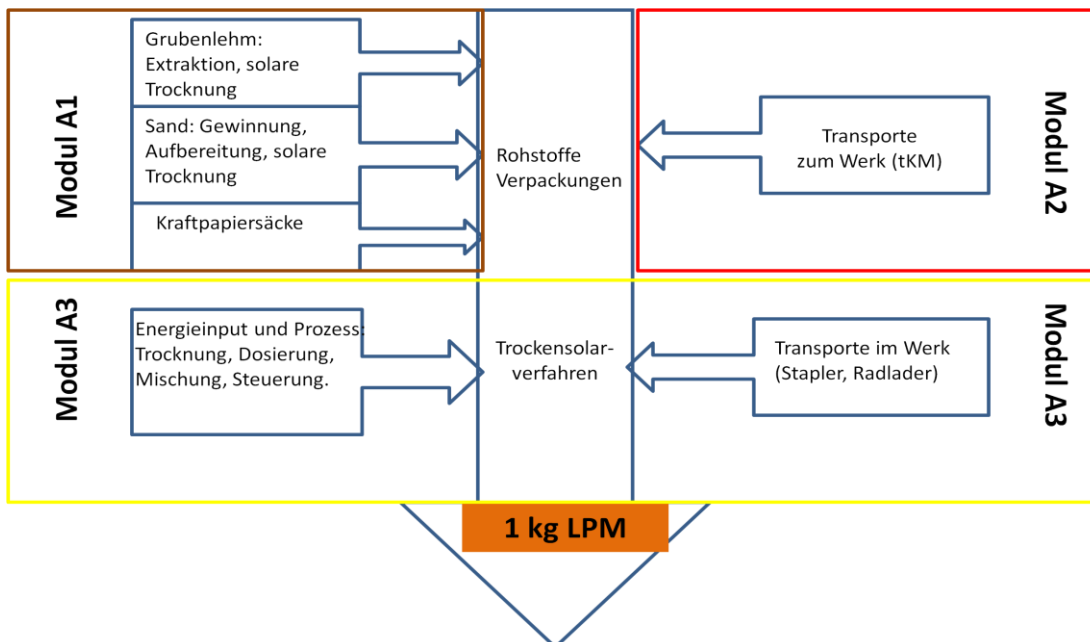 Modul A1
Grubenlehm:
Extraktion, solare
Trocknung
Sand: Gewinnung,
Aufbereitung, solare
Trocknung
Kraftpapiersäcke
Rohstoffe
Verpackungen
Transporte
zum Werk (tKM)
Modul A2
Modul A3
Energieinput und Prozess:
Trocknung, Dosierung,
Mischung, Steuerung.
Trockensolar-
verfahren
Transporte im Werk
(Stapler, Radlader)
Modul A3
1 kg LPM